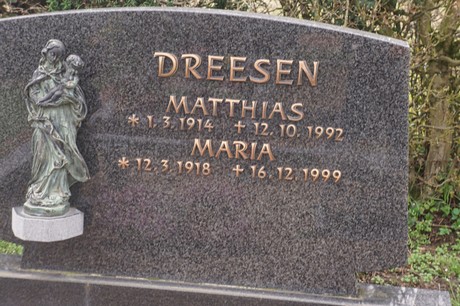 DREESEN
MATTHIAS
* 1.3.1914 + 12.10.1992
MARIA
* 12.3.1918 + 16.12.1999